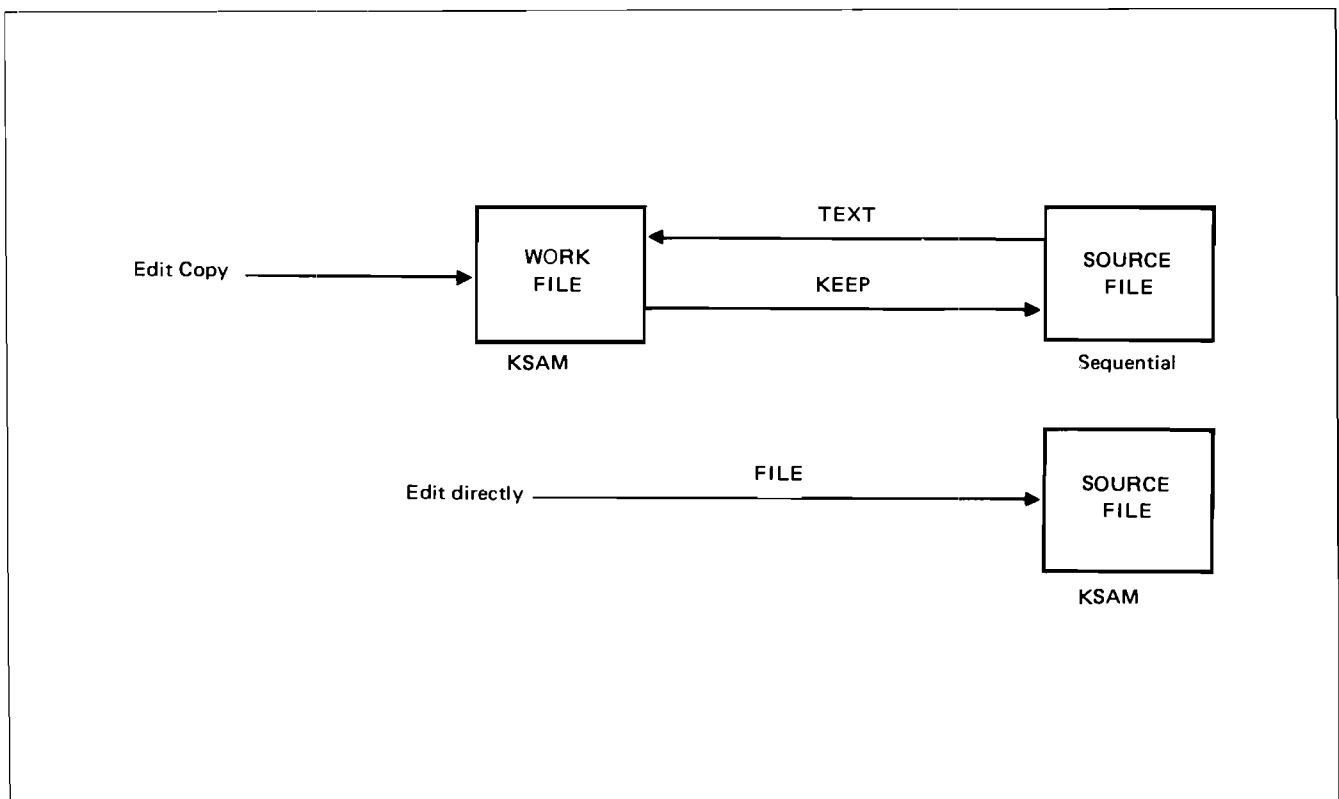 TEXT
Edit Copy
WORK
FILE
SOURCE
FILE
KEEP
KSAM
Sequential
FILE
Edit directly
SOURCE
FILE
KSAM